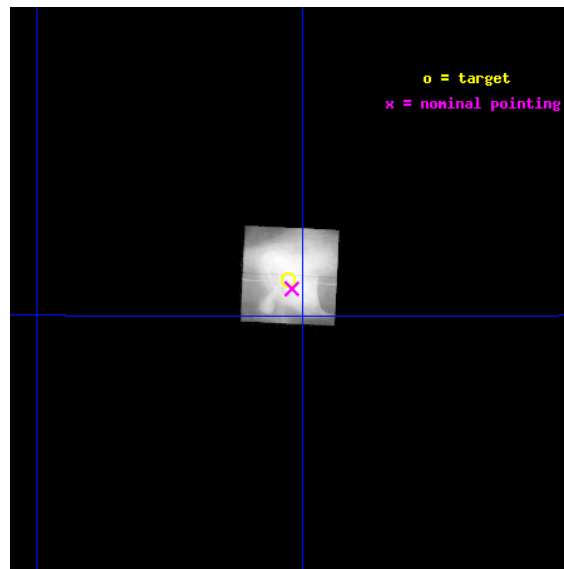 o = target
x = nominal pointing